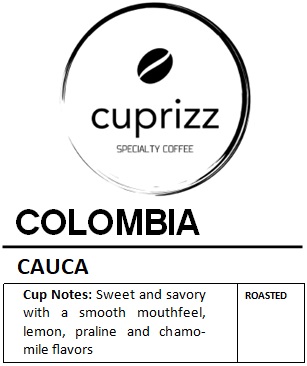 cuprizz
SPECIALTY COFFEE
COLOMBIA
CAUCA
Cup Notes: Sweet and savory
with a smooth mouthfeel,
lemon, praline and chamo-
mile flavors
ROASTED